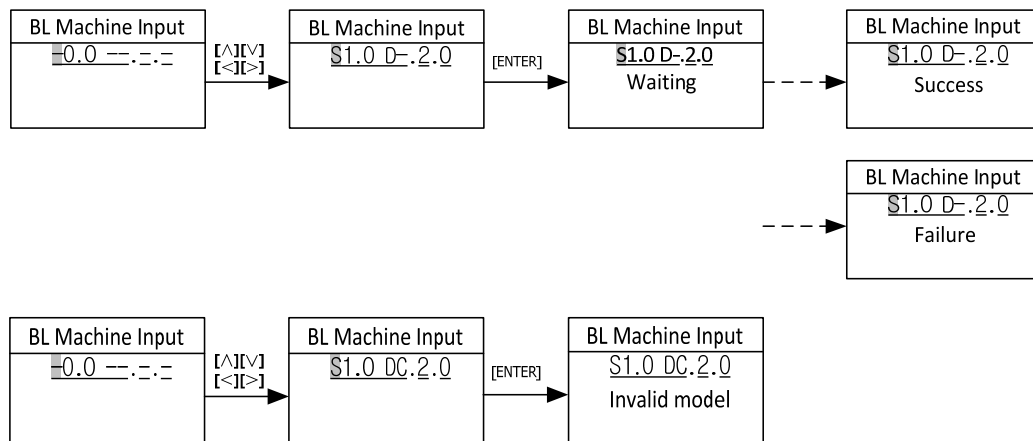 BL Machine Input
-0.0 --.-.-
[∧][∨]
[<][>]
BL Machine Input
S1.0 D-.2.0
[ENTER]
BL Machine Input
S1.0 D-.2.0
Waiting
BL Machine Input
S1.0 D-.2.0
Success
BL Machine Input
S1.0 D-.2.0
Failure
BL Machine Input
-0.0 --.-.-
[∧][∨]
[<][>]
BL Machine Input
S1.0 DC.2.0
[ENTER]
BL Machine Input
S1.0 DC.2.0
Invalid model